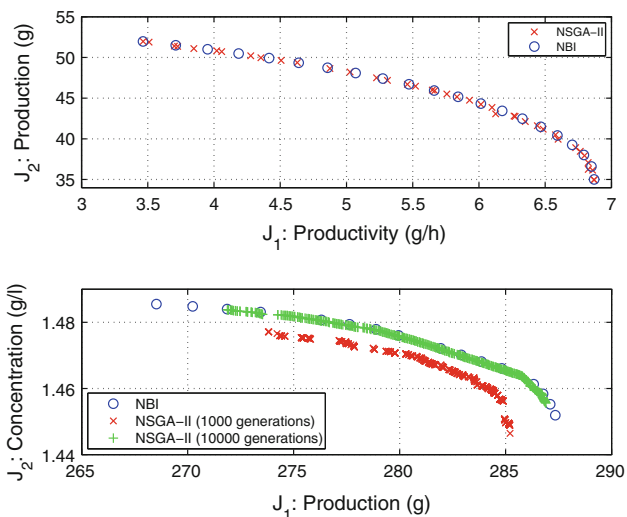 55
50
45
40
35
J2: Production (g)
NSGA−II
NBI
3 3.5 4 4.5 5 5.5 6 6.5 7
J1: Productivity (g/h)
1.48
1.46
1.44
J2: Concentration (g/l)
NBI
NSGA−II (1000 generations)
NSGA−II (10000 generations)
265 270 275 280 285 290
J1: Production (g)